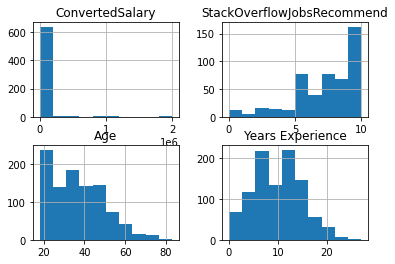 ConvertedSalary
StackOverflowJobsRecommend
600
400
200
0
0 1 2
1e6
150
100
50
0
0 5 10
Age
Years Experience
200
100
0
20 40 60 80
200
100
0
0 10 20